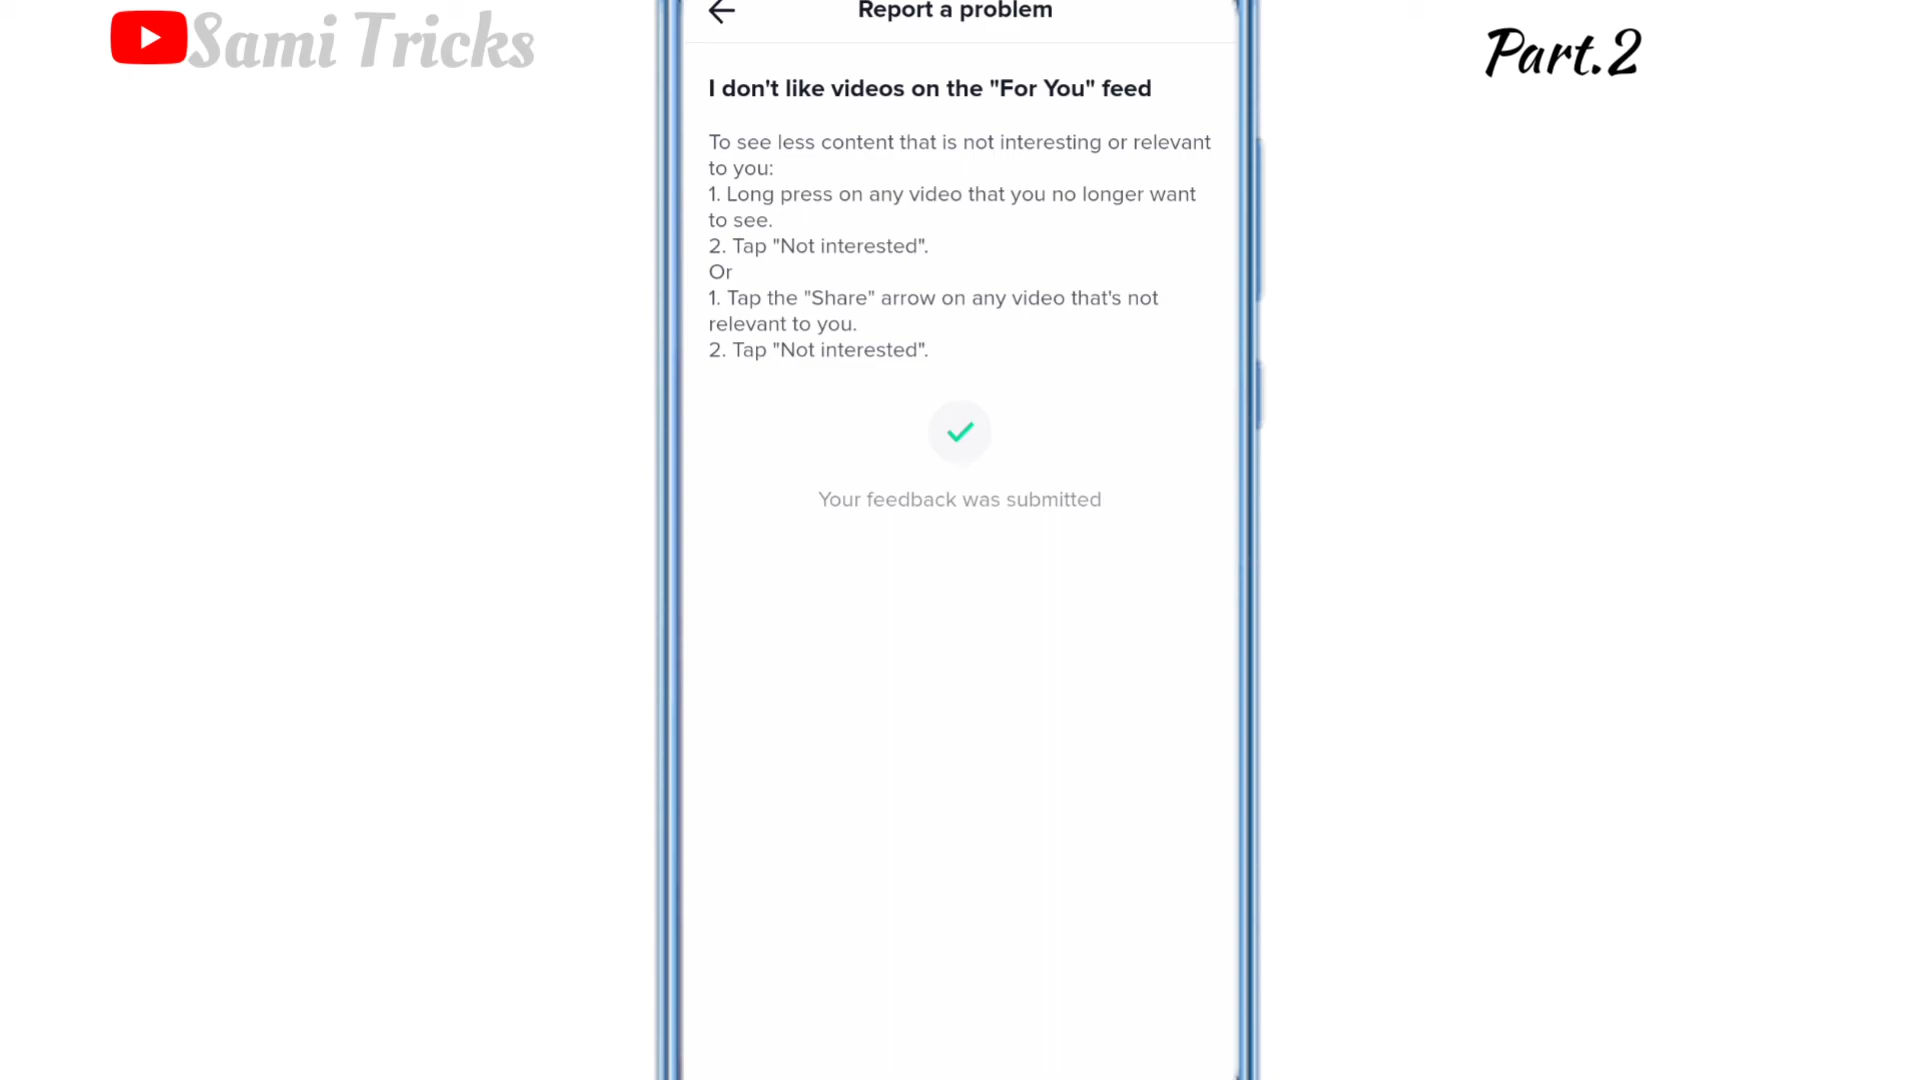 Sami Tricks
Part.2
Report a problem
I don't like videos on the "For You" feed
To see less content that is not interesting or relevant
to you:
1. Long press on any video that you no longer want
to see.
2. Tap "Not interested".
Or
1. Tap the "Share" arrow on any video that's not
relevant to you.
2. Tap "Not interested".
Your feedback was submitted